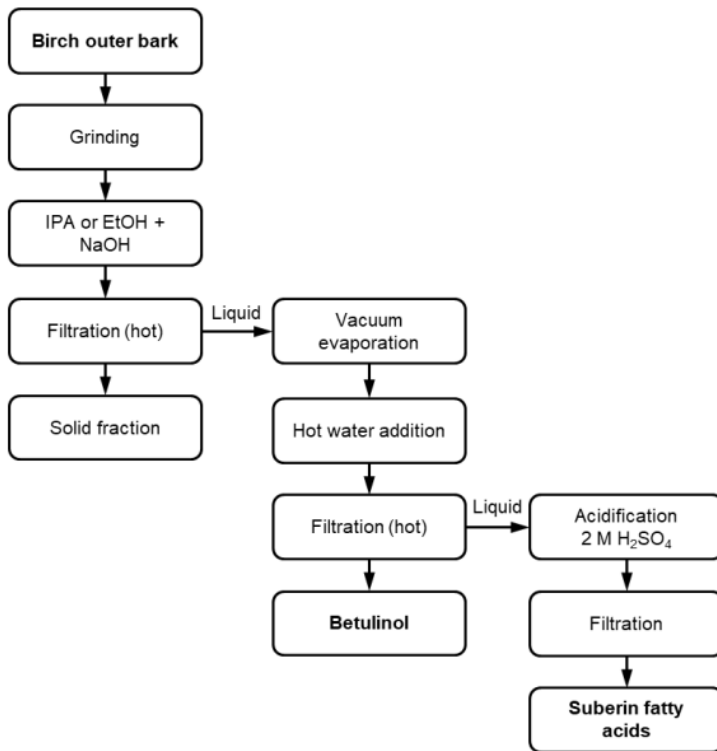 Birch outer bark
Grinding
IPA or EtOH +
NaOH
Filtration (hot)
Liquid
Solid fraction
Vacuum
evaporation
Hot water addition
Filtration (hot)
Liquid
Betulinol
Acidification
2 M H₂SO₄
Filtration
Suberin fatty
acids